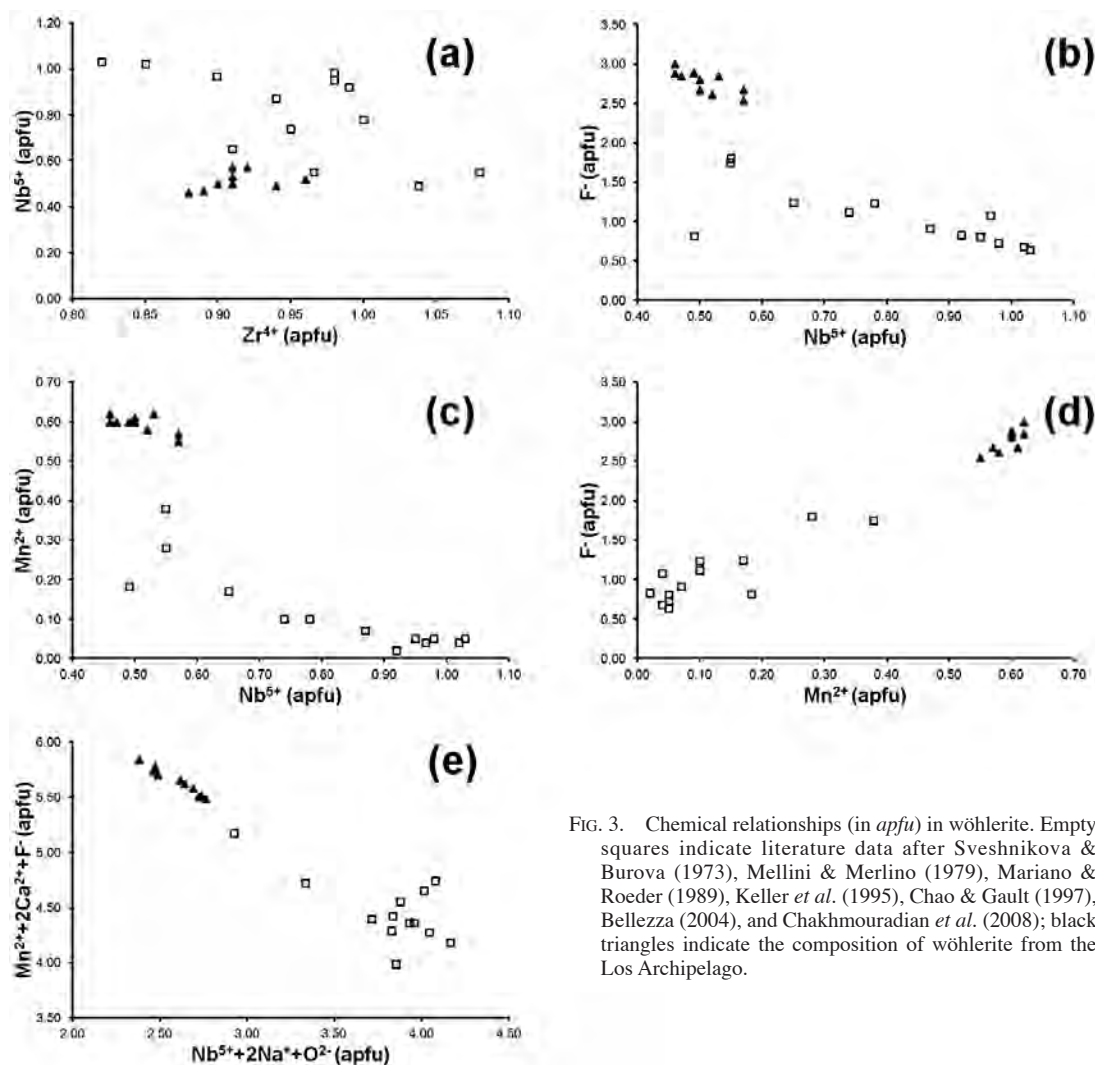 1.20
1.00
0.80
0.60
0.40
0.20
0.00
Nb5+ (apfu)
(a)
0.80 0.85 0.90 0.95 1.00 1.05 1.10
Zr4+ (apfu)
3.50
3.00
2.50
2.00
1.50
1.00
0.50
0.00
F- (apfu)
(b)
0.40 0.50 0.60 0.70 0.80 0.90 1.00 1.10
Nb5+ (apfu)
0.70
0.60
0.50
0.40
0.30
0.20
0.10
0.00
Mn2+ (apfu)
(c)
0.40 0.50 0.60 0.70 0.80 0.90 1.00 1.10
Nb5+ (apfu)
3.50
3.00
2.50
2.00
1.50
1.00
0.50
0.00
F- (apfu)
(d)
0.00 0.10 0.20 0.30 0.40 0.50 0.60 0.70
Mn2+ (apfu)
6.00
5.50
5.00
4.50
4.00
3.50
Mn2++2Ca2++F- (apfu)
(e)
2.00 2.50 3.00 3.50 4.00 4.50
Nb5++2Na++O2- (apfu)
FIG. 3. Chemical relationships (in apfu) in wöhlerite. Empty
squares indicate literature data after Sveshnikova &
Burova (1973), Mellini & Merlino (1979), Mariano &
Roeder (1989), Keller et al. (1995), Chao & Gault (1997),
Bellezza (2004), and Chakhmouradian et al. (2008); black
triangles indicate the composition of wöhlerite from the
Los Archipelago.